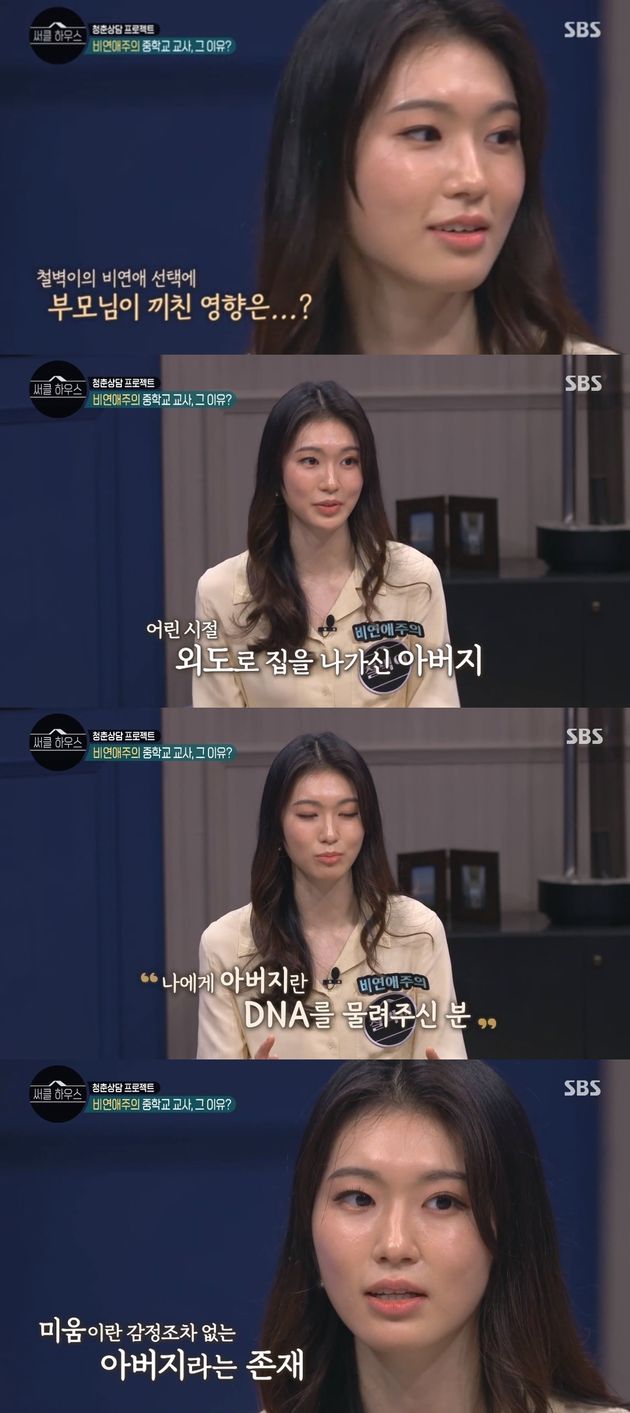 써클 하우스
청춘상담 프로젝트
비연애주의 중학교 교사, 그 이유?
SBS
철벽이의 비연애 선택에
부모님이 끼친 영향은...?
써클 하우스
청춘상담 프로젝트
비연애주의 중학교 교사, 그 이유?
SBS
비연애주의
어린 시절
외도로 집을 나가신 아버지
써클 하우스
청춘상담 프로젝트
비연애주의 중학교 교사, 그 이유?
SBS
비연애주의
“나에게 아버지란
DNA를 물려주신 분”
써클 하우스
청춘상담 프로젝트
비연애주의 중학교 교사, 그 이유?
SBS
미움이란 감정조차 없는
아버지라는 존재